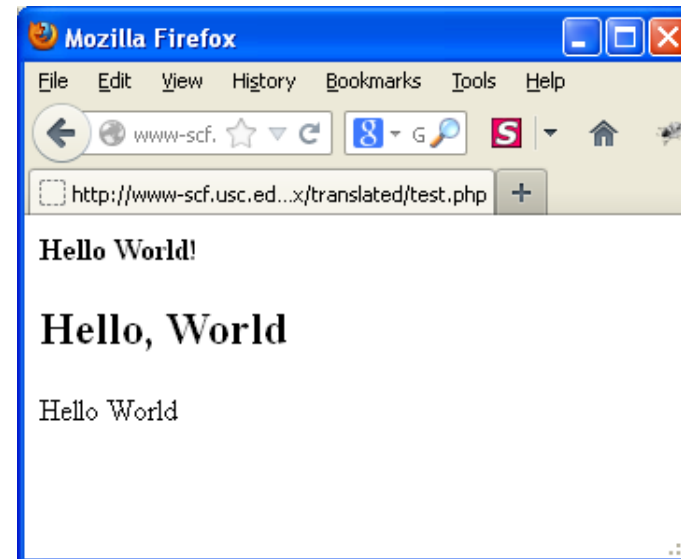 Mozilla Firefox
File Edit View History Bookmarks Tools Help
www-scf. 8 G S
http://www-scf.usc.ed...x/translated/test.php +
Hello World!
Hello, World
Hello World